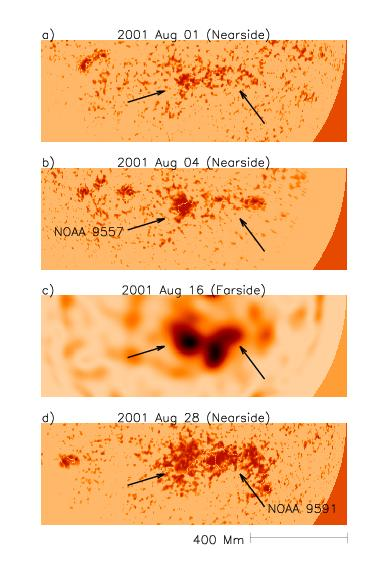 a) 2001 Aug 01 (Nearside)
b) 2001 Aug 04 (Nearside)
NOAA 9557
c) 2001 Aug 16 (Farside)
d) 2001 Aug 28 (Nearside)
NOAA 9591
400 Mm